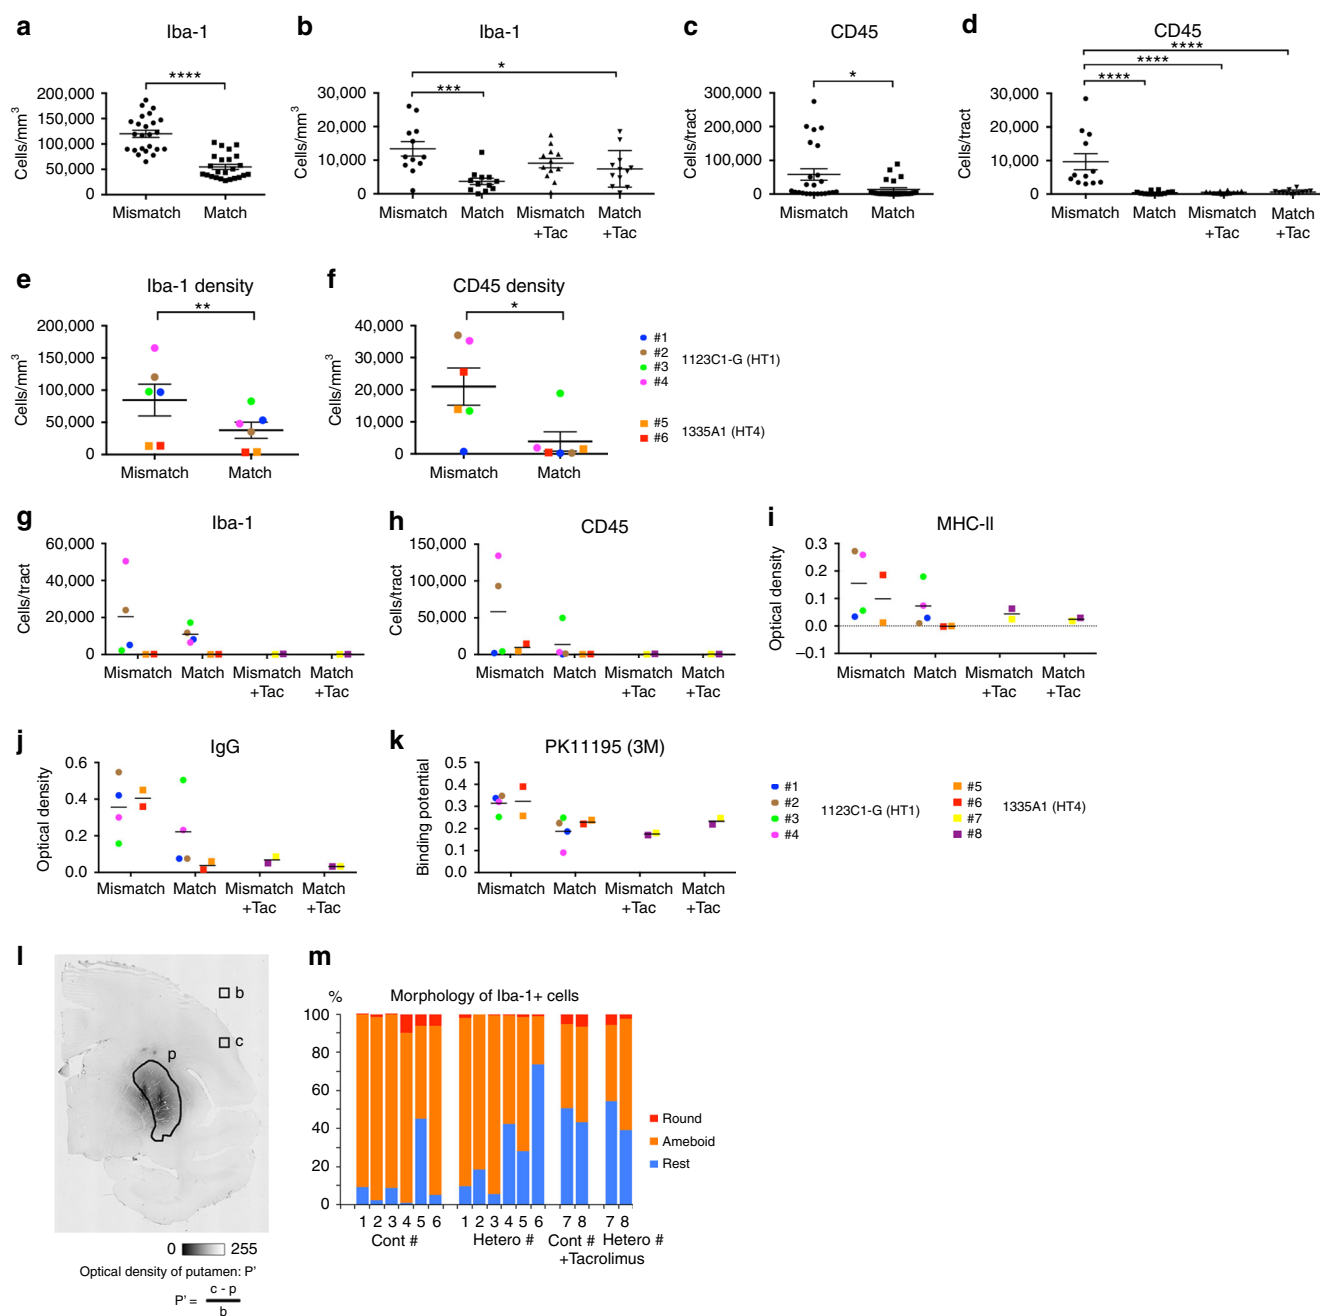 a
Iba-1
****
Cells/mm3
200,000
150,000
100,000
50,000
0
Mismatch
Match
b
Iba-1
*
***
Cells/mm3
30,000
20,000
10,000
0
Mismatch
Match
Mismatch
+Tac
Match
+Tac
c
CD45
*
Cells/tract
300,000
200,000
100,000
0
Mismatch
Match
d
CD45
****
****
****
Cells/tract
30,000
20,000
10,000
0
Mismatch
Match
Mismatch
+Tac
Match
+Tac
e
Iba-1 density
**
Cells/mm3
200,000
150,000
100,000
50,000
0
Mismatch
Match
f
CD45 density
*
Cells/mm3
40,000
30,000
20,000
10,000
0
Mismatch
Match
#1
#2
#3
#4
1123C1-G (HT1)
#5
#6
1335A1 (HT4)
g
Iba-1
Cells/tract
60,000
40,000
20,000
0
Mismatch
Match
Mismatch
+Tac
Match
+Tac
h
CD45
Cells/tract
150,000
100,000
50,000
0
Mismatch
Match
Mismatch
+Tac
Match
+Tac
i
MHC-II
Optical density
0.3
0.2
0.1
0.0
–0.1
Mismatch
Match
Mismatch
+Tac
Match
+Tac
j
IgG
Optical density
0.6
0.4
0.2
0.0
Mismatch
Match
Mismatch
+Tac
Match
+Tac
k
PK11195 (3M)
Binding potential
0.5
0.4
0.3
0.2
0.1
0.0
Mismatch
Match
Mismatch
+Tac
Match
+Tac
#1
#2
#3
#4
1123C1-G (HT1)
#5
#6
#7
#8
1335A1 (HT4)
l
b
c
p
0 255
Optical density of putamen: P'
P' = c - p
b
m
% Morphology of Iba-1+ cells
100
80
60
40
20
0
1 2 3 4 5 6 1 2 3 4 5 6 7 8 7 8
Cont # Hetero # Cont # Hetero #
+Tacrolimus
Round
Ameboid
Rest